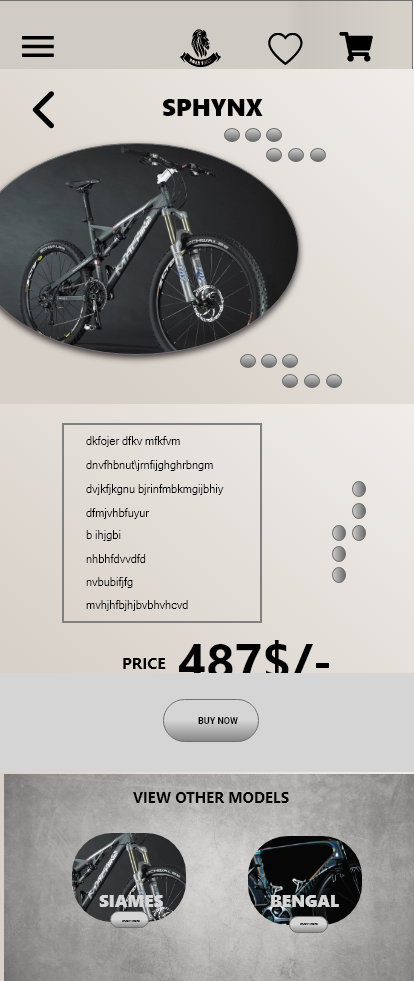 SPHYNX
dkfojer dfkv mfkfvm
dnvfhbnut\jrnfijghghrbngm
dvjkfjkgnu bjrinfmbkmgijbhiy
dfmjvhbfuyur
b ihjgbi
nhbhfdvvdfd
nvbubifjfg
mvhjhfbjhjbvbhvhcvd
PRICE 487$/-
BUY NOW
VIEW OTHER MODELS
SIAMES BENGAL